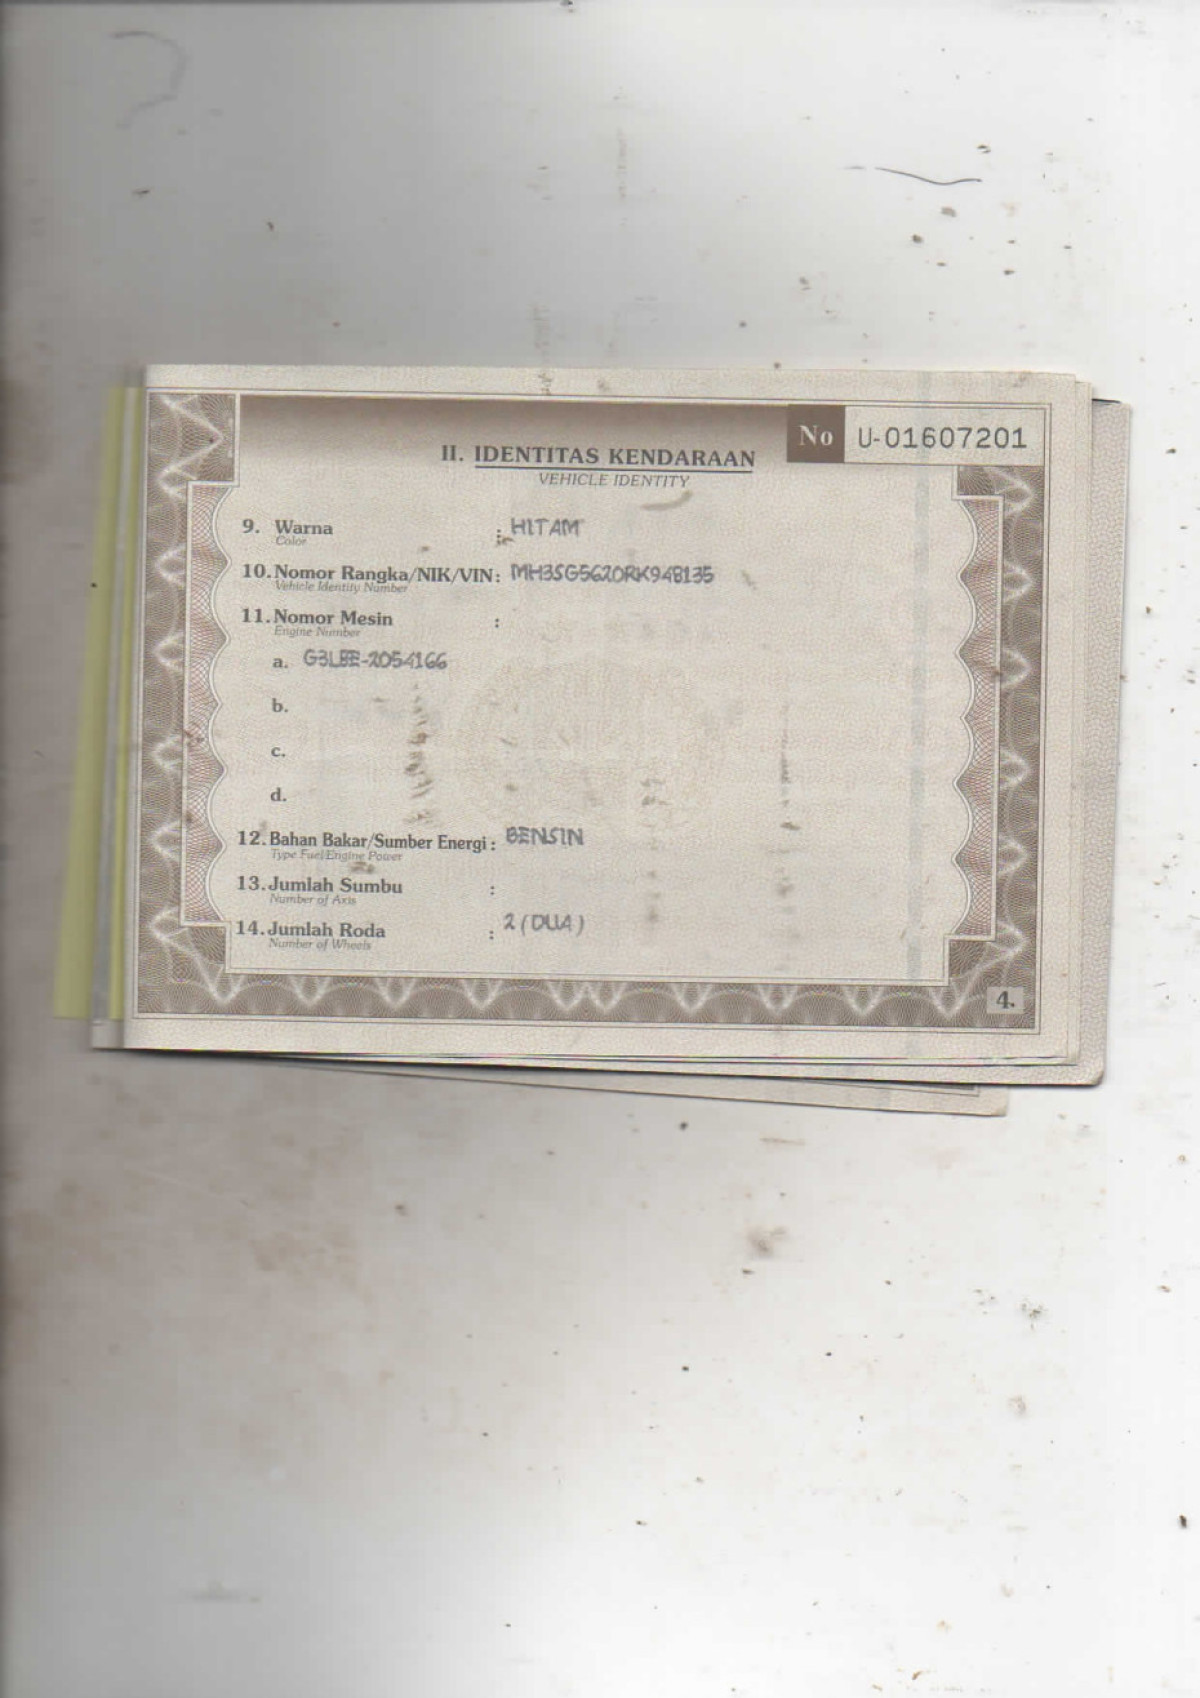 No U-01607201
II. IDENTITAS KENDARAAN
VEHICLE IDENTITY
9. Warna : HITAM
Color
10. Nomor Rangka/NIK/VIN : MH3SG5620RK948135
Vehicle Identity Number
11. Nomor Mesin :
Engine Number
a. G3LBE-2054166
b.
c.
d.
12. Bahan Bakar/Sumber Energi : BENSIN
Type Fuel/Engine Power
13. Jumlah Sumbu :
Number of Axis
14. Jumlah Roda : 2 (DUA)
Number of Wheels
4.